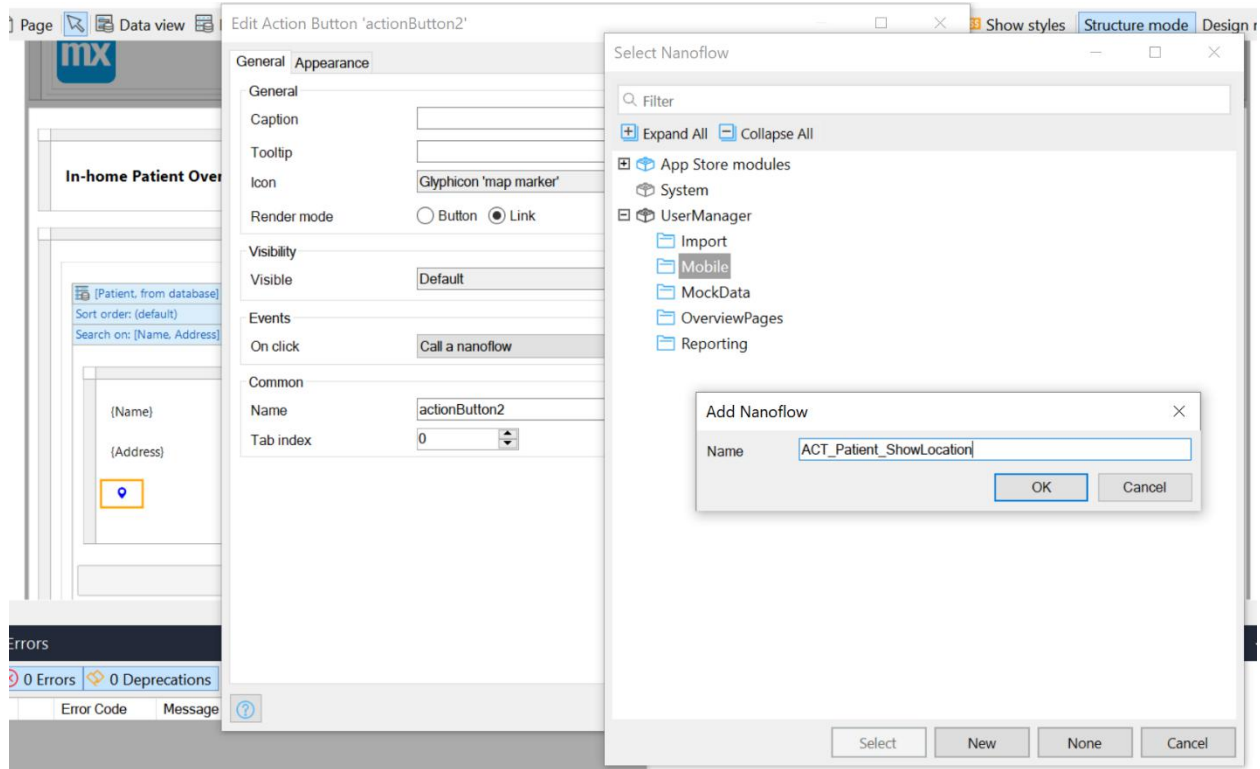 Page
Data view
Show styles
Structure mode
Design
mx
In-home Patient Over
[Patient, from database]
Sort order: (default)
Search on: [Name, Address]
{Name}
{Address}
Errors
0 Errors
0 Deprecations
Error Code
Message
Edit Action Button 'actionButton2'
General
Appearance
General
Caption
Tooltip
Icon
Glyphicon 'map marker'
Render mode
Button
Link
Visibility
Visible
Default
Events
On click
Call a nanoflow
Common
Name
actionButton2
Tab index
0
Select Nanoflow
Filter
Expand All
Collapse All
App Store modules
System
UserManager
Import
Mobile
MockData
OverviewPages
Reporting
Add Nanoflow
Name
ACT_Patient_ShowLocation
OK
Cancel
Select
New
None
Cancel